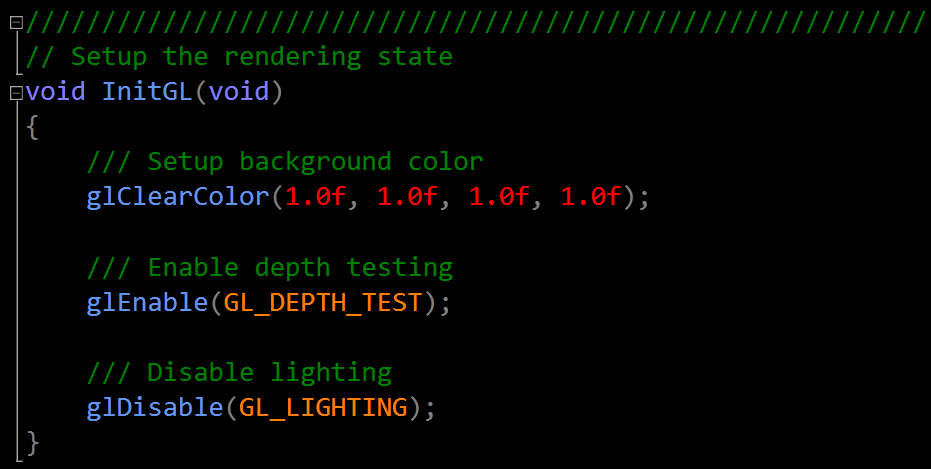 ///////////////////////////////////////////////////////////
// Setup the rendering state
void InitGL(void)
{
    /// Setup background color
    glClearColor(1.0f, 1.0f, 1.0f, 1.0f);

    /// Enable depth testing
    glEnable(GL_DEPTH_TEST);

    /// Disable lighting
    glDisable(GL_LIGHTING);
}